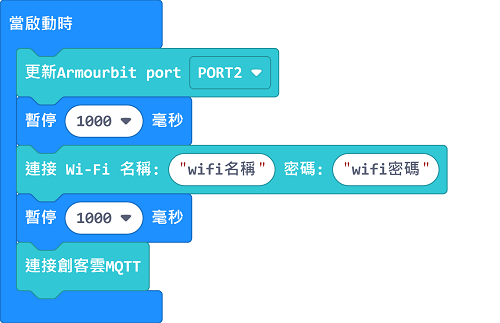 當啟動時
更新Armourbit port PORT2
暫停 1000 毫秒
連接 Wi-Fi 名稱: "wifi名稱" 密碼: "wifi密碼"
暫停 1000 毫秒
連接創客雲MQTT